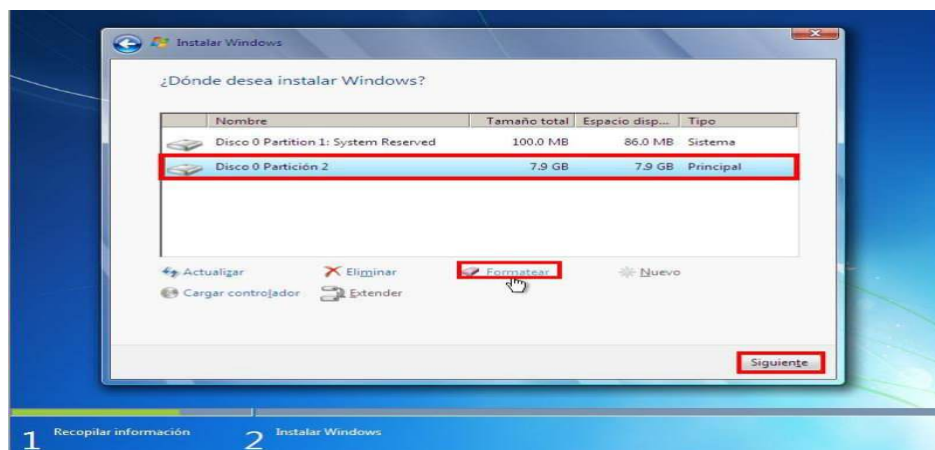 Instalar Windows
¿Dónde desea instalar Windows?
Nombre Tamaño total Espacio disp... Tipo
Disco 0 Partition 1: System Reserved 100.0 MB 86.0 MB Sistema
Disco 0 Partición 2 7.9 GB 7.9 GB Principal
Actualizar Eliminar Formatear Nuevo
Cargar controlador Extender
Siguiente
1 Recopilar información 2 Instalar Windows